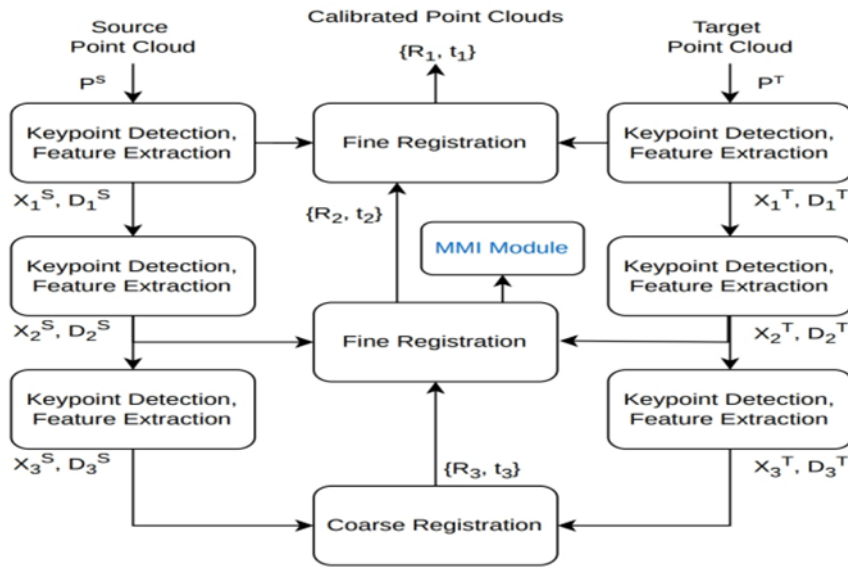 Source
Point Cloud
Calibrated Point Clouds
Target
Point Cloud
{R₁, t₁}
Pˢ
Pᵀ
Keypoint Detection,
Feature Extraction
Fine Registration
Keypoint Detection,
Feature Extraction
X₁ˢ, D₁ˢ
{R₂, t₂}
X₁ᵀ, D₁ᵀ
MMI Module
Keypoint Detection,
Feature Extraction
Keypoint Detection,
Feature Extraction
X₂ˢ, D₂ˢ
Fine Registration
X₂ᵀ, D₂ᵀ
Keypoint Detection,
Feature Extraction
Keypoint Detection,
Feature Extraction
X₃ˢ, D₃ˢ
{R₃, t₃}
X₃ᵀ, D₃ᵀ
Coarse Registration